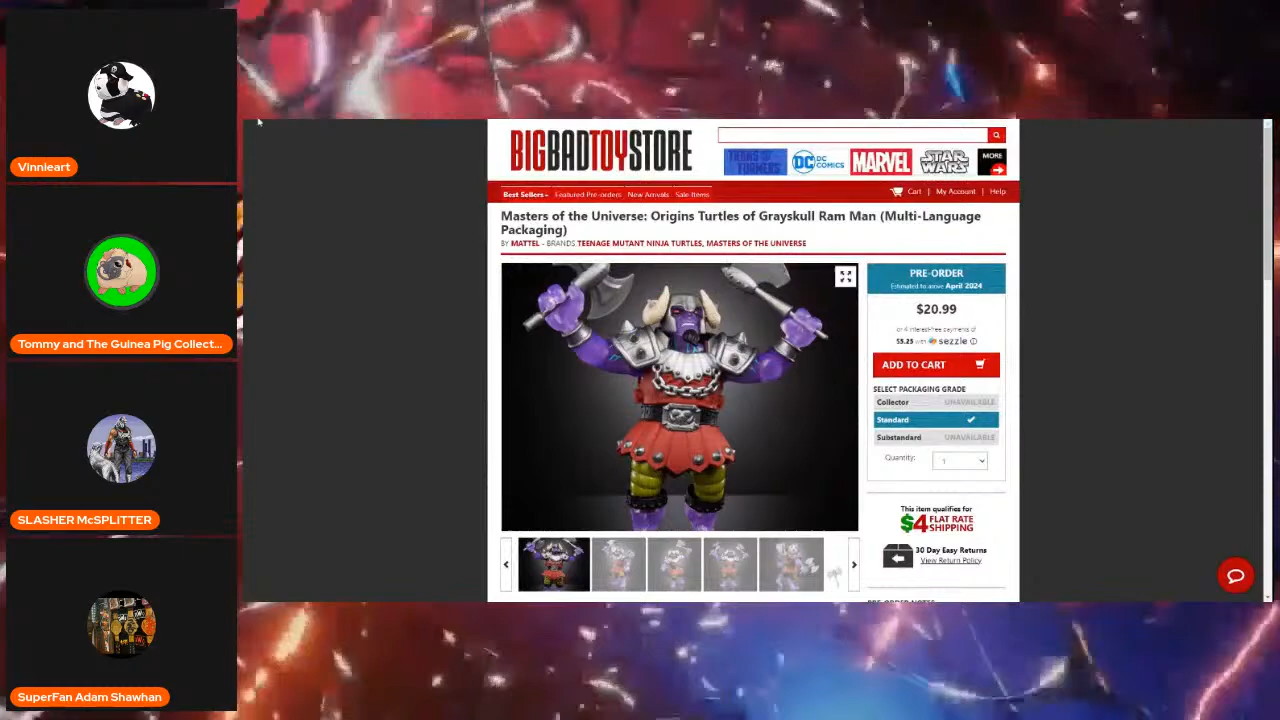 Vinnieart
Tommy and The Guinea Pig Collect...
SLASHER McSPLITTER
SuperFan Adam Shawhan
BIGBADTOYSTORE
TRANSFORMERS
DC COMICS
MARVEL
STAR WARS
MORE
Best Sellers
Featured Pre-orders
New Arrivals
Sale Items
Cart | My Account | Help
Masters of the Universe: Origins Turtles of Grayskull Ram Man (Multi-Language
Packaging)
BY MATTEL - BRANDS TEENAGE MUTANT NINJA TURTLES, MASTERS OF THE UNIVERSE
PRE-ORDER
Estimated to arrive April 2024
$20.99
or 4 interest-free payments of
$5.25 with sezzle
ADD TO CART
SELECT PACKAGING GRADE
Collector UNAVAILABLE
Standard
Substandard UNAVAILABLE
Quantity: 1
This item qualifies for
$4 FLAT RATE
SHIPPING
30 Day Easy Returns
View Return Policy